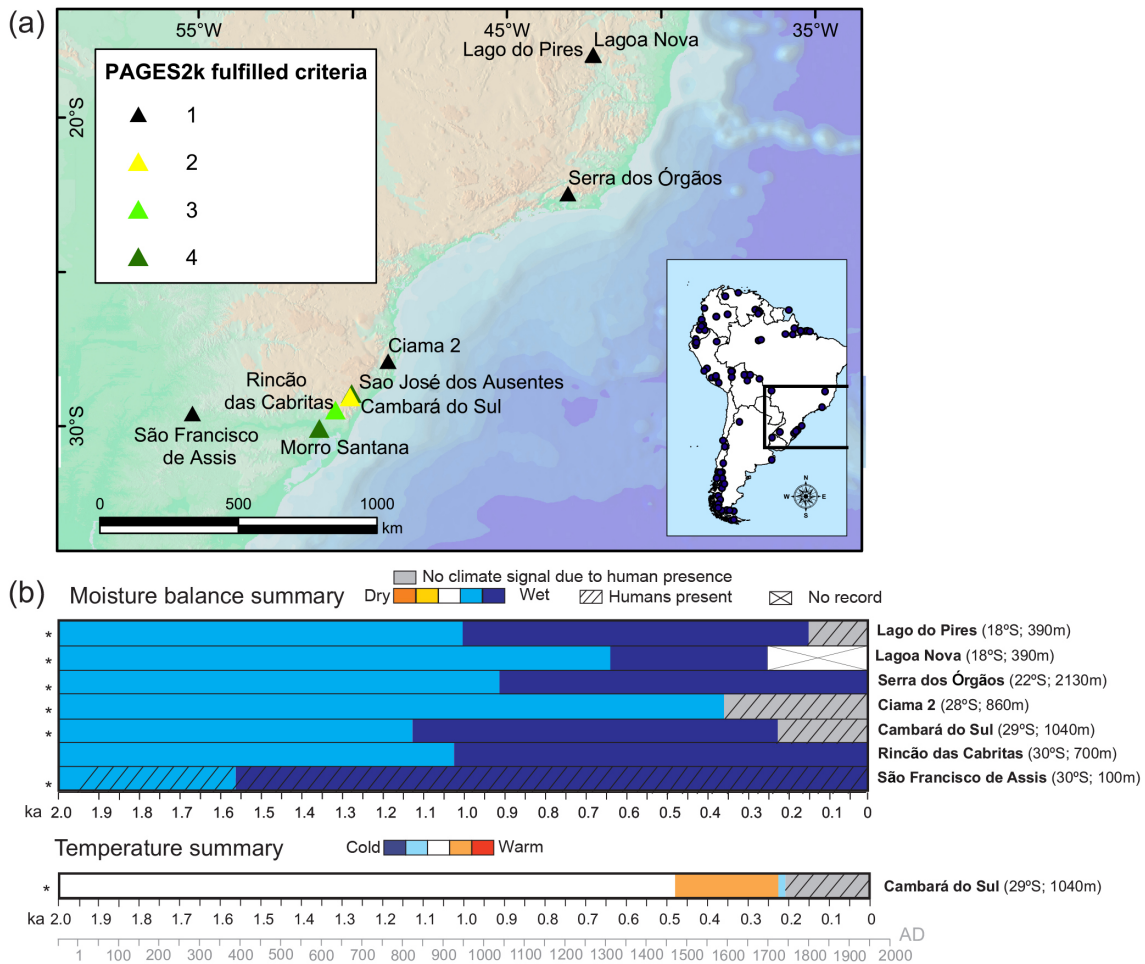 (a)
55°W
45°W
35°W
20°S
30°S
PAGES2k fulfilled criteria
1
2
3
4
Lago do Pires
Lagoa Nova
Serra dos Órgãos
Ciama 2
Sao José dos Ausentes
Rincão
das Cabritas
Cambará do Sul
São Francisco
de Assis
Morro Santana
0 500 1000
km
N
W E
S
(b)
No climate signal due to human presence
Moisture balance summary Dry Wet Humans present No record
* Lago do Pires (18ºS; 390m)
* Lagoa Nova (18ºS; 390m)
* Serra dos Órgãos (22ºS; 2130m)
* Ciama 2 (28ºS; 860m)
* Cambará do Sul (29ºS; 1040m)
Rincão das Cabritas (30ºS; 700m)
* São Francisco de Assis (30ºS; 100m)
ka 2.0 1.9 1.8 1.7 1.6 1.5 1.4 1.3 1.2 1.1 1.0 0.9 0.8 0.7 0.6 0.5 0.4 0.3 0.2 0.1 0
Temperature summary Cold Warm
* Cambará do Sul (29ºS; 1040m)
ka 2.0 1.9 1.8 1.7 1.6 1.5 1.4 1.3 1.2 1.1 1.0 0.9 0.8 0.7 0.6 0.5 0.4 0.3 0.2 0.1 0
AD
1 100 200 300 400 500 600 700 800 900 1000 1100 1200 1300 1400 1500 1600 1700 1800 1900 2000